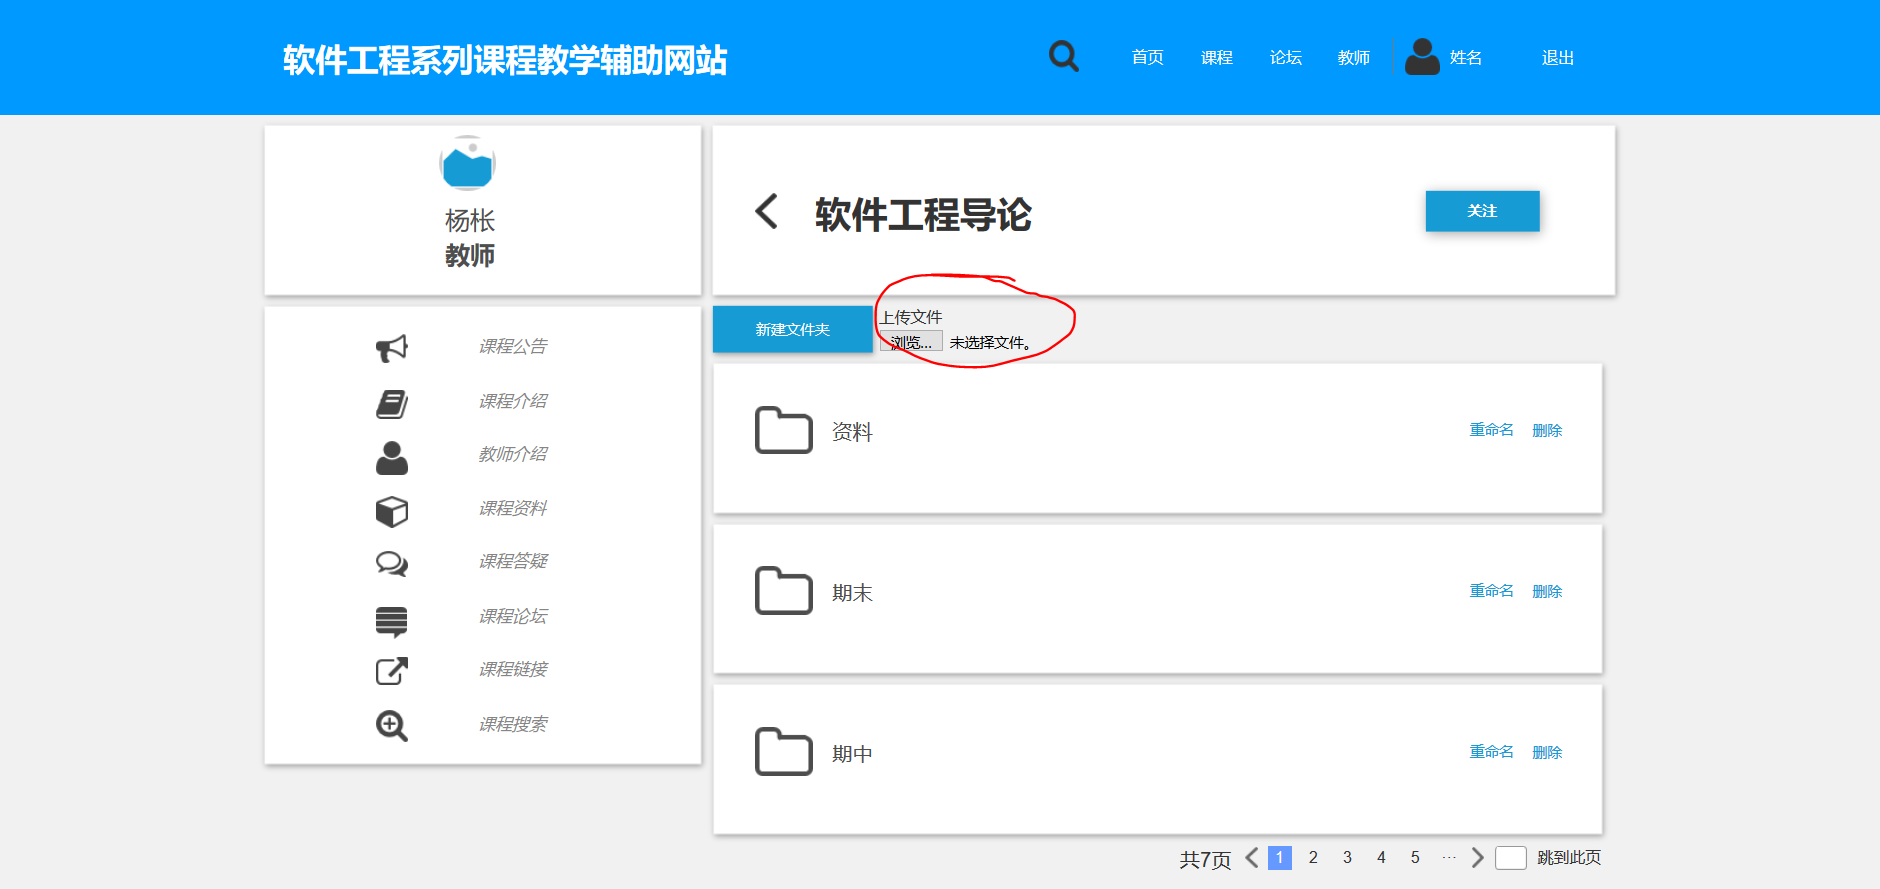 软件工程系列课程教学辅助网站
首页 课程 论坛 教师 姓名 退出
杨枨
教师
课程公告
课程介绍
教师介绍
课程资料
课程答疑
课程论坛
课程链接
课程搜索
软件工程导论
关注
新建文件夹
上传文件
浏览... 未选择文件。
资料 重命名 删除
期末 重命名 删除
期中 重命名 删除
共7页 1 2 3 4 5 ... 跳到此页